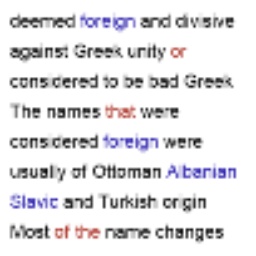 deemed foreign and divisive
against Greek unity or
considered to be bad Greek
The names that were
considered foreign were
usually of Ottoman Albanian
Slavic and Turkish origin
Most of the name changes